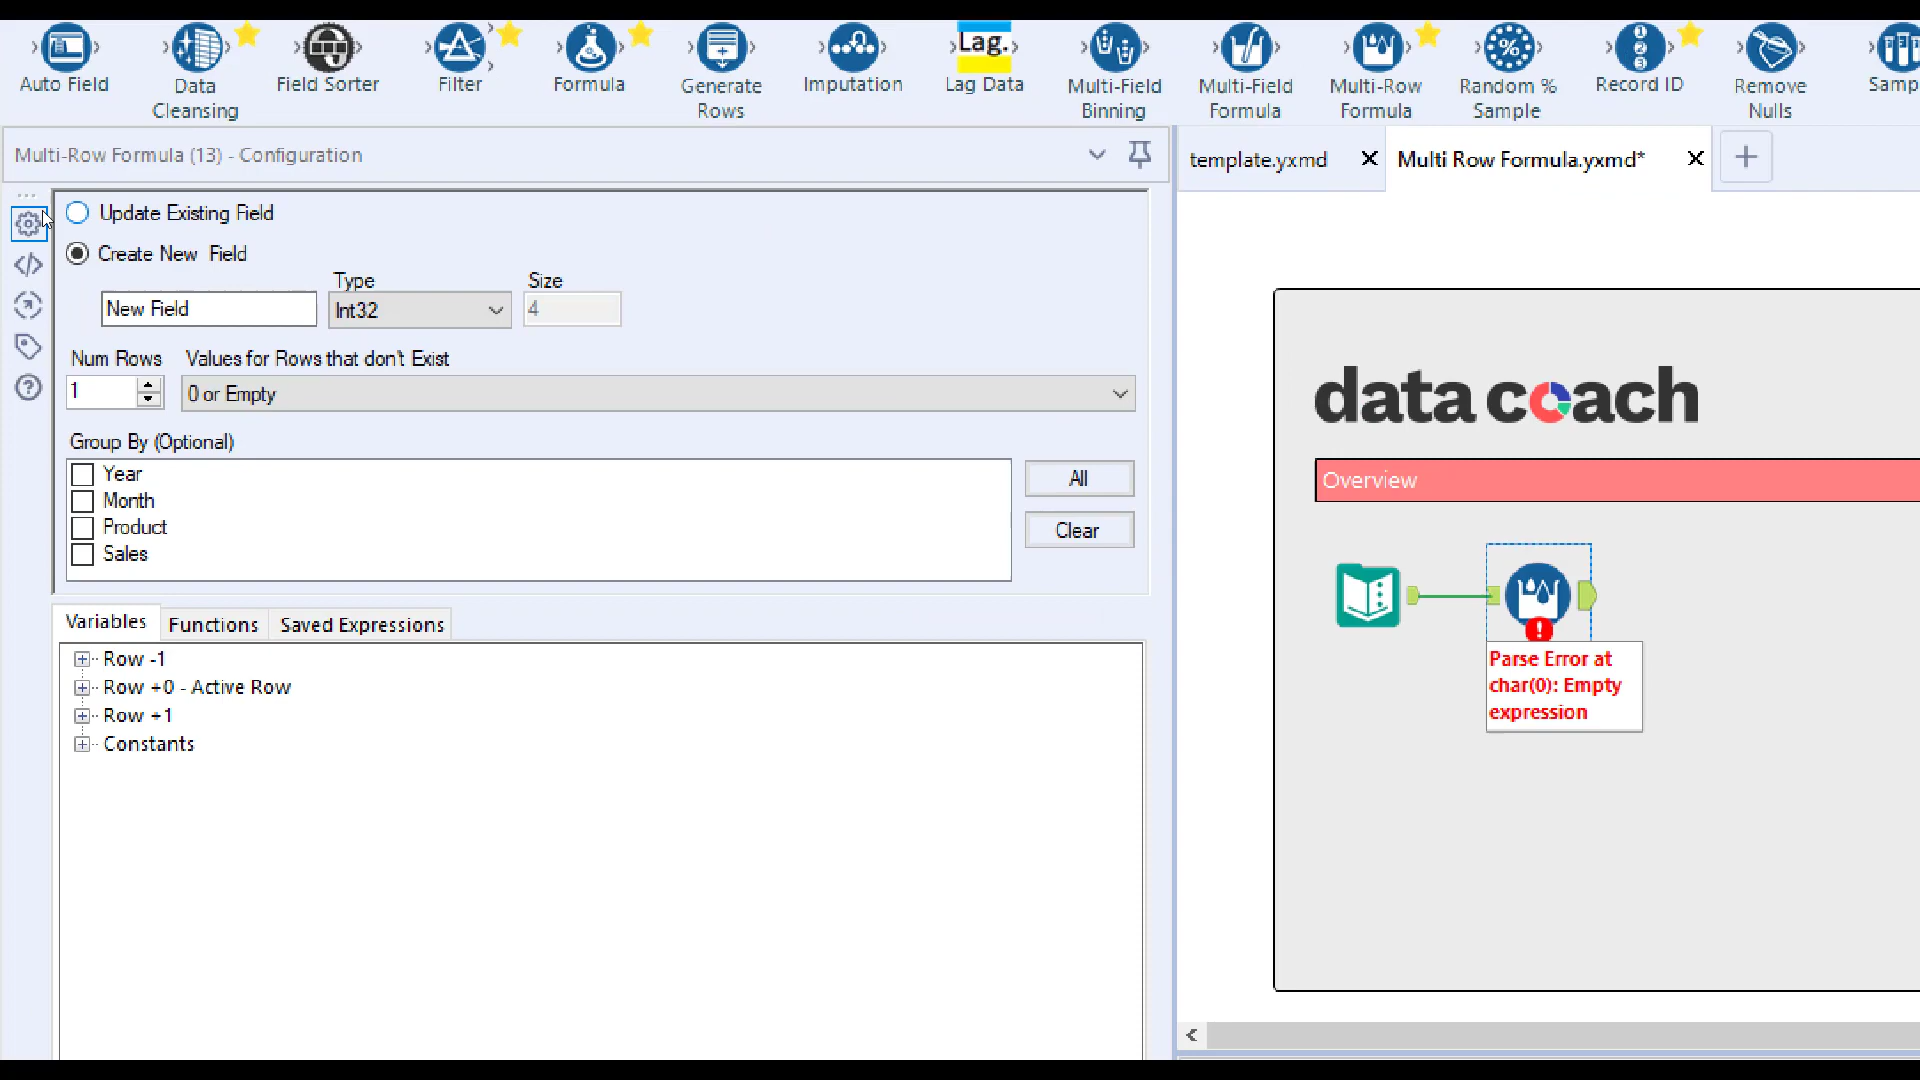 Auto Field
Data
Cleansing
Field Sorter
Filter
Formula
Generate
Rows
Imputation
Lag.
Lag Data
Multi-Field
Binning
Multi-Field
Formula
Multi-Row
Formula
%
Random %
Sample
1
2
3
Record ID
Remove
Nulls
Samp
Multi-Row Formula (13) - Configuration
template.yxmd
Multi Row Formula.yxmd*
Update Existing Field
Create New Field
Type
Size
New Field
Int32
4
Num Rows
Values for Rows that don't Exist
1
0 or Empty
Group By (Optional)
Year
Month
Product
Sales
All
Clear
Variables
Functions
Saved Expressions
Row -1
Row +0 - Active Row
Row +1
Constants
data coach
Overview
Parse Error at
char(0): Empty
expression